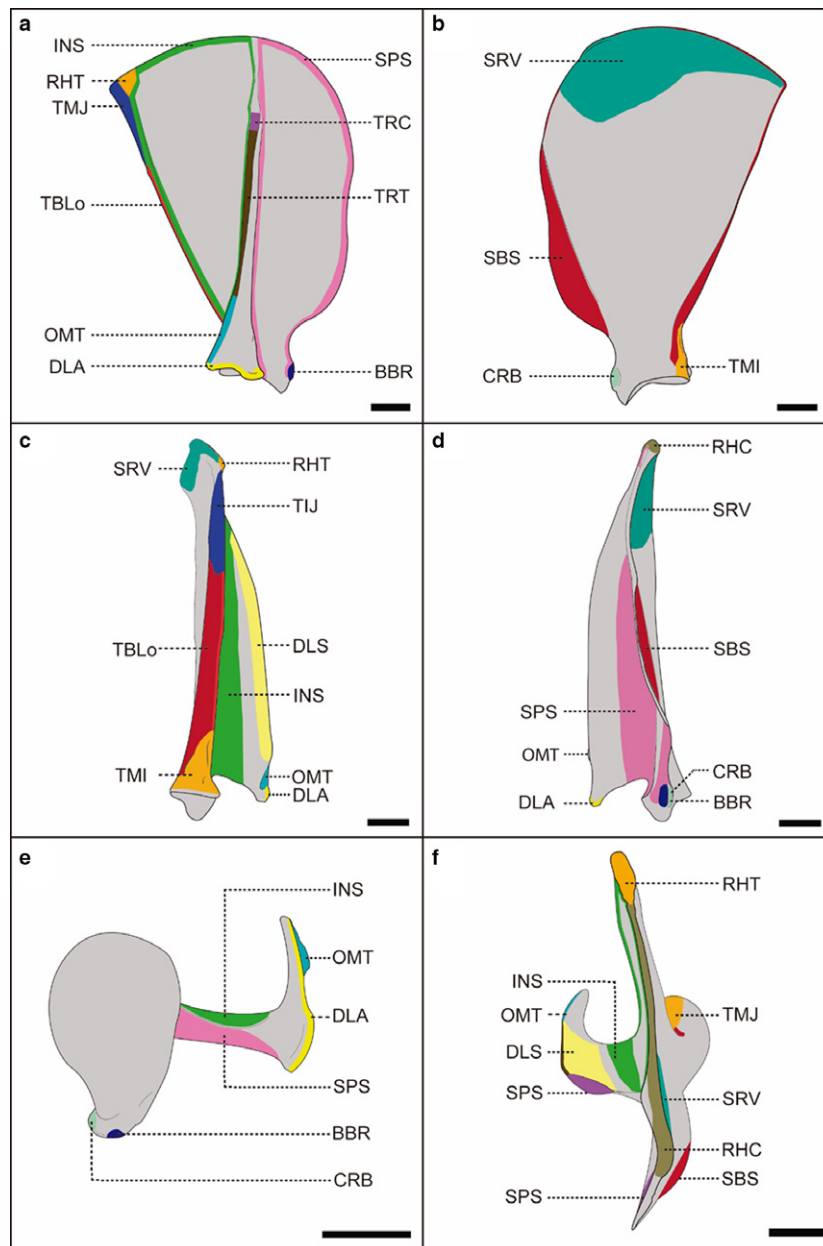 a
INS
RHT
TMJ
TBLo
OMT
DLA
SPS
TRC
TRT
BBR
b
SRV
SBS
CRB
TMI
c
SRV
TBLo
TMI
RHT
TIJ
DLS
INS
OMT
DLA
d
RHC
SRV
SBS
SPS
OMT
DLA
CRB
BBR
e
INS
OMT
DLA
SPS
BBR
CRB
f
RHT
INS
OMT
DLS
SPS
SPS
TMJ
SRV
RHC
SBS